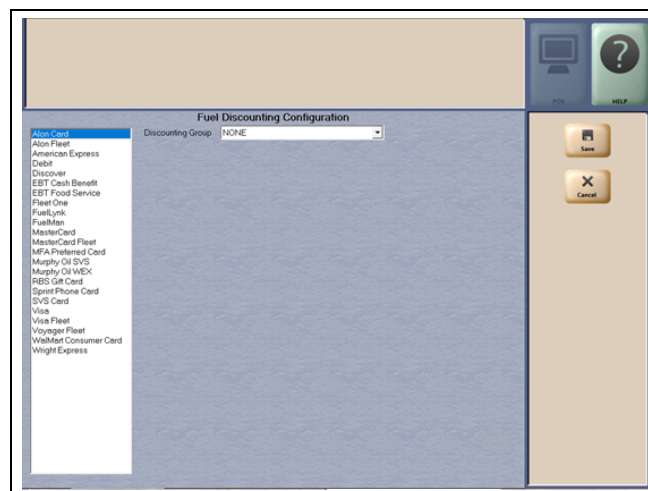 POS
HELP
Fuel Discounting Configuration
Alon Card
Discounting Group NONE
Alon Fleet
American Express
Debit
Discover
EBT Cash Benefit
EBT Food Service
Fleet One
FuelLynk
FuelMan
MasterCard
MasterCard Fleet
MFA Preferred Card
Murphy Oil SVS
Murphy Oil WEX
RBS Gift Card
Sprint Phone Card
SVS Card
Visa
Visa Fleet
Voyager Fleet
WalMart Consumer Card
Wright Express
Save
Cancel